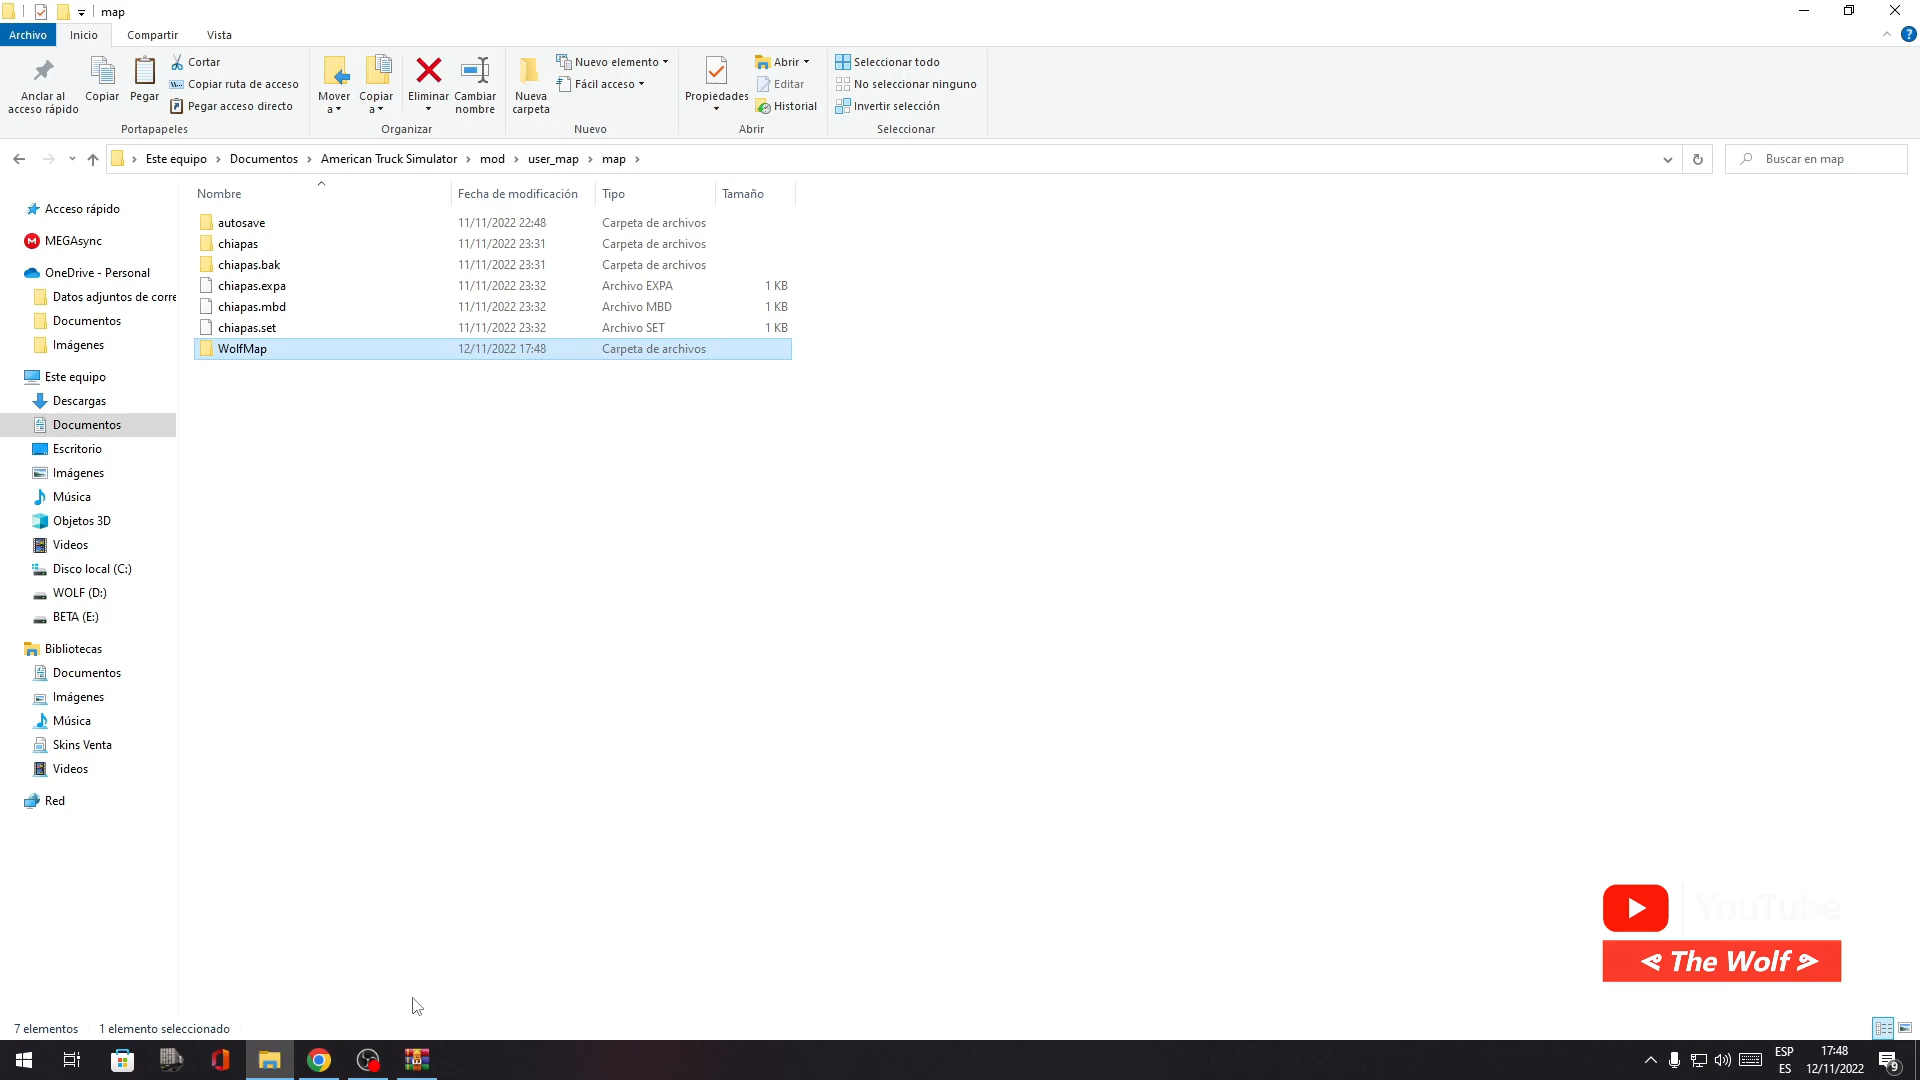 map
Archivo Inicio Compartir Vista
Anclar al acceso rápido
Copiar
Pegar
Cortar
Copiar ruta de acceso
Pegar acceso directo
Portapapeles
Mover a
Copiar a
Eliminar
Cambiar nombre
Organizar
Nueva carpeta
Nuevo elemento
Fácil acceso
Nuevo
Propiedades
Abrir
Editar
Historial
Abrir
Seleccionar todo
No seleccionar ninguno
Invertir selección
Seleccionar
Este equipo > Documentos > American Truck Simulator > mod > user_map > map >
Buscar en map
Nombre Fecha de modificación Tipo Tamaño
autosave 11/11/2022 22:48 Carpeta de archivos
chiapas 11/11/2022 23:31 Carpeta de archivos
chiapas.bak 11/11/2022 23:31 Carpeta de archivos
chiapas.expa 11/11/2022 23:32 Archivo EXPA 1 KB
chiapas.mbd 11/11/2022 23:32 Archivo MBD 1 KB
chiapas.set 11/11/2022 23:32 Archivo SET 1 KB
WolfMap 12/11/2022 17:48 Carpeta de archivos
Acceso rápido
MEGAsync
OneDrive - Personal
Datos adjuntos de corre
Documentos
Imágenes
Este equipo
Descargas
Documentos
Escritorio
Imágenes
Música
Objetos 3D
Videos
Disco local (C:)
WOLF (D:)
BETA (E:)
Bibliotecas
Documentos
Imágenes
Música
Skins Venta
Videos
Red
YouTube
The Wolf
7 elementos 1 elemento seleccionado
ESP
ES
17:48
12/11/2022
9